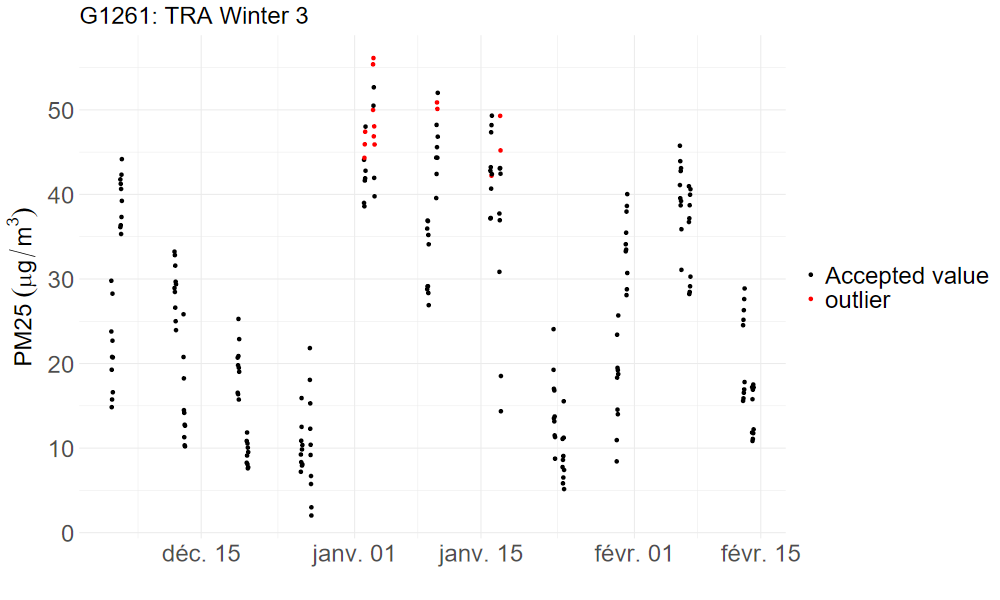 G1261: TRA Winter 3
PM25 (μg/m³)
50
40
30
20
10
0
déc. 15
janv. 01
janv. 15
févr. 01
févr. 15
Accepted value
outlier